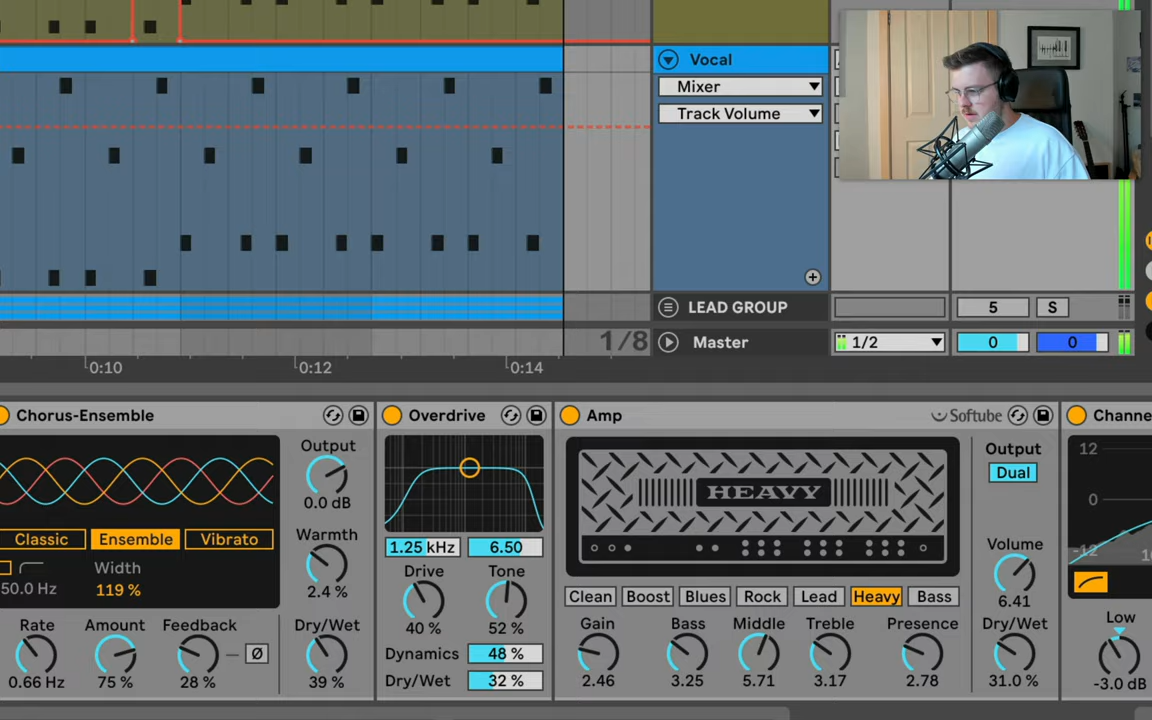 Vocal
Mixer
Track Volume
LEAD GROUP
5
S
1/8
Master
1/2
0
0
0:10
0:12
0:14
Chorus-Ensemble
Classic
Ensemble
Vibrato
50.0 Hz
Width
119 %
Output
0.0 dB
Warmth
2.4 %
Rate
0.66 Hz
Amount
75 %
Feedback
28 %
Ø
Dry/Wet
39 %
Overdrive
1.25 kHz
6.50
Drive
40 %
Tone
52 %
Dynamics
48 %
Dry/Wet
32 %
Amp
Softube
HEAVY
Clean
Boost
Blues
Rock
Lead
Heavy
Bass
Gain
2.46
Bass
3.25
Middle
5.71
Treble
3.17
Presence
2.78
Output
Dual
Volume
6.41
Dry/Wet
31.0 %
Channe
12
0
-12
Low
-3.0 dB